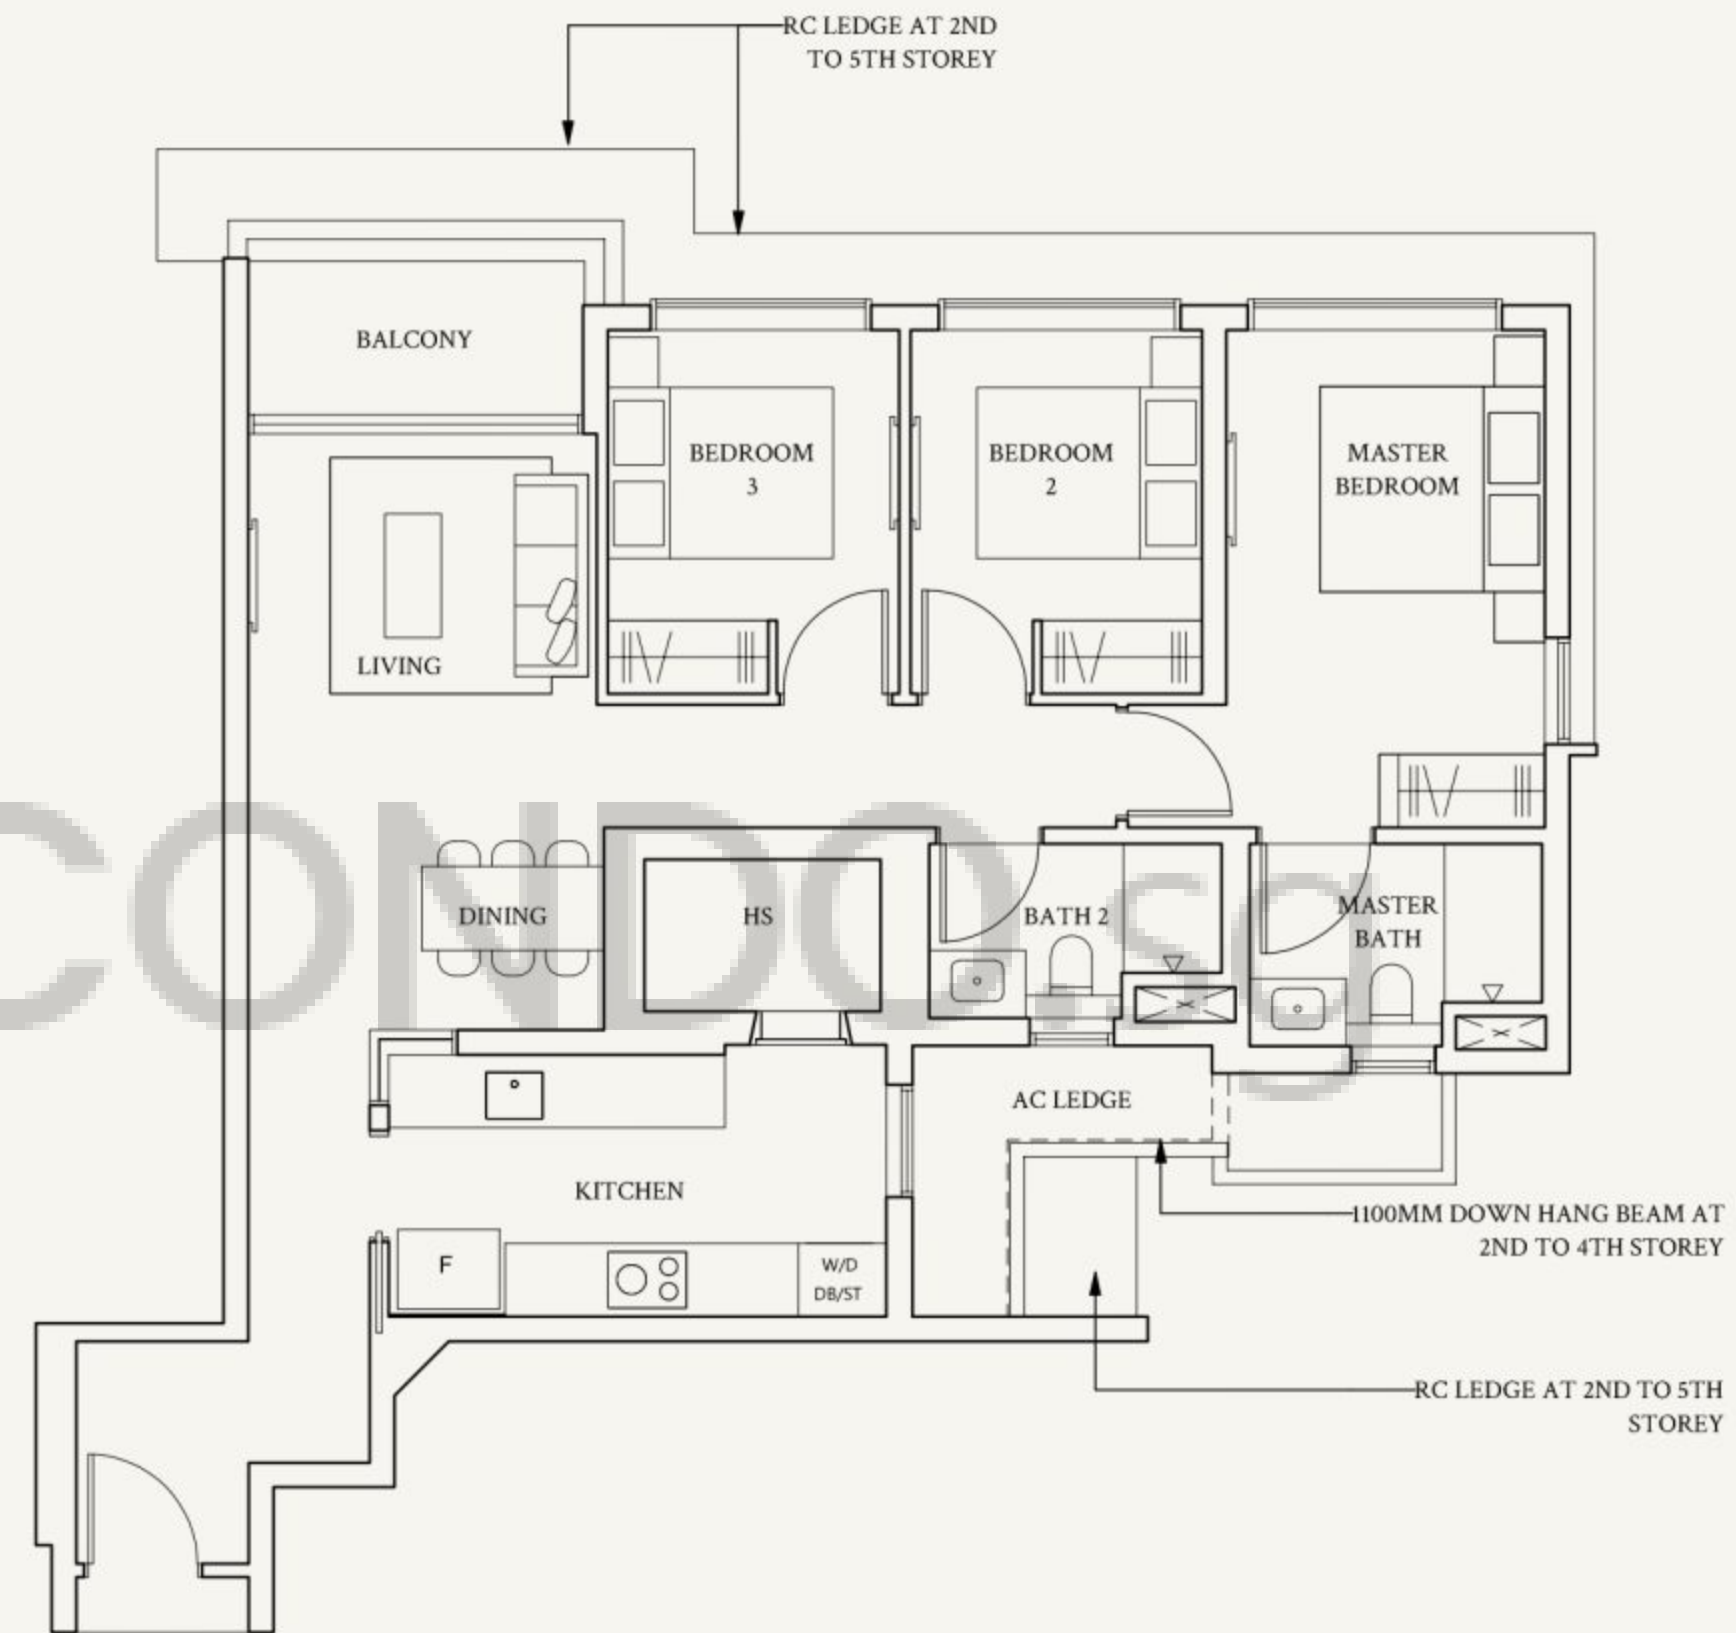 RC LEDGE AT 2ND
TO 5TH STOREY
BALCONY
BEDROOM
3
BEDROOM
2
MASTER
BEDROOM
LIVING
CONDO.sg
DINING
HS
BATH 2
MASTER
BATH
AC LEDGE
KITCHEN
1100MM DOWN HANG BEAM AT
2ND TO 4TH STOREY
F
W/D
DB/ST
RC LEDGE AT 2ND TO 5TH
STOREY